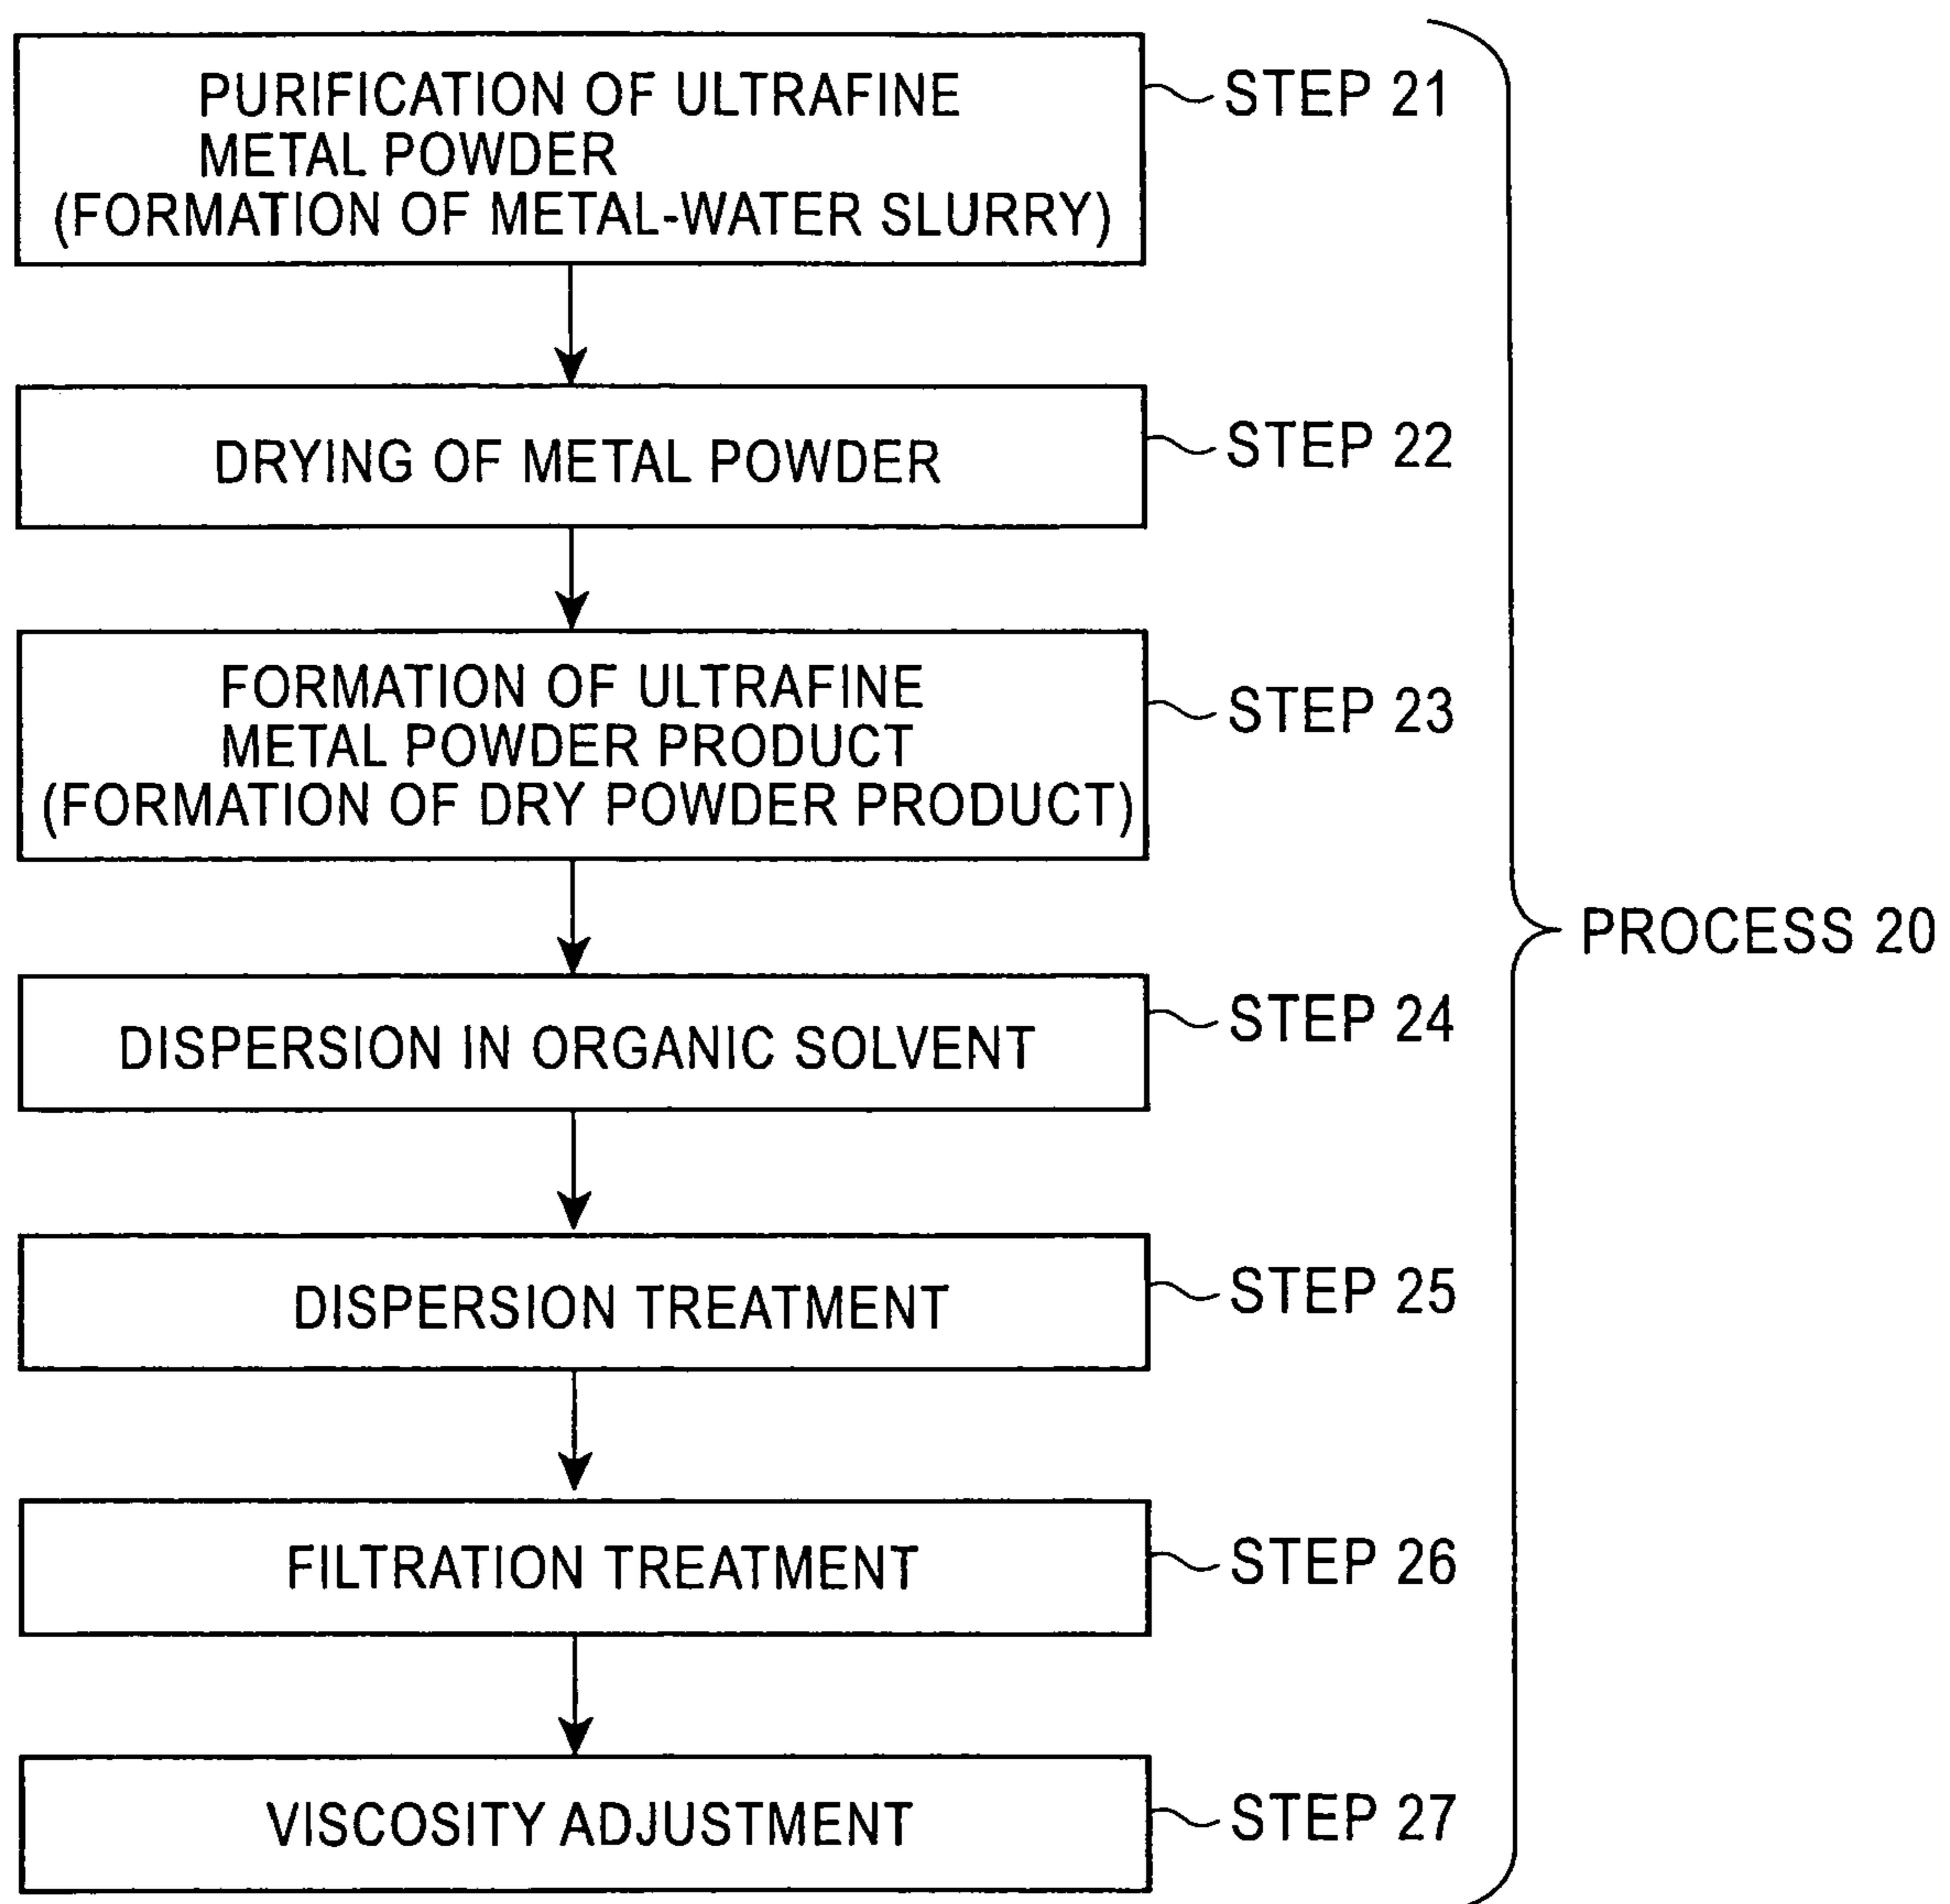 PURIFICATION OF ULTRAFINE
METAL POWDER
(FORMATION OF METAL-WATER SLURRY)
STEP 21
DRYING OF METAL POWDER
STEP 22
FORMATION OF ULTRAFINE
METAL POWDER PRODUCT
(FORMATION OF DRY POWDER PRODUCT)
STEP 23
PROCESS 20
DISPERSION IN ORGANIC SOLVENT
STEP 24
DISPERSION TREATMENT
STEP 25
FILTRATION TREATMENT
STEP 26
VISCOSITY ADJUSTMENT
STEP 27